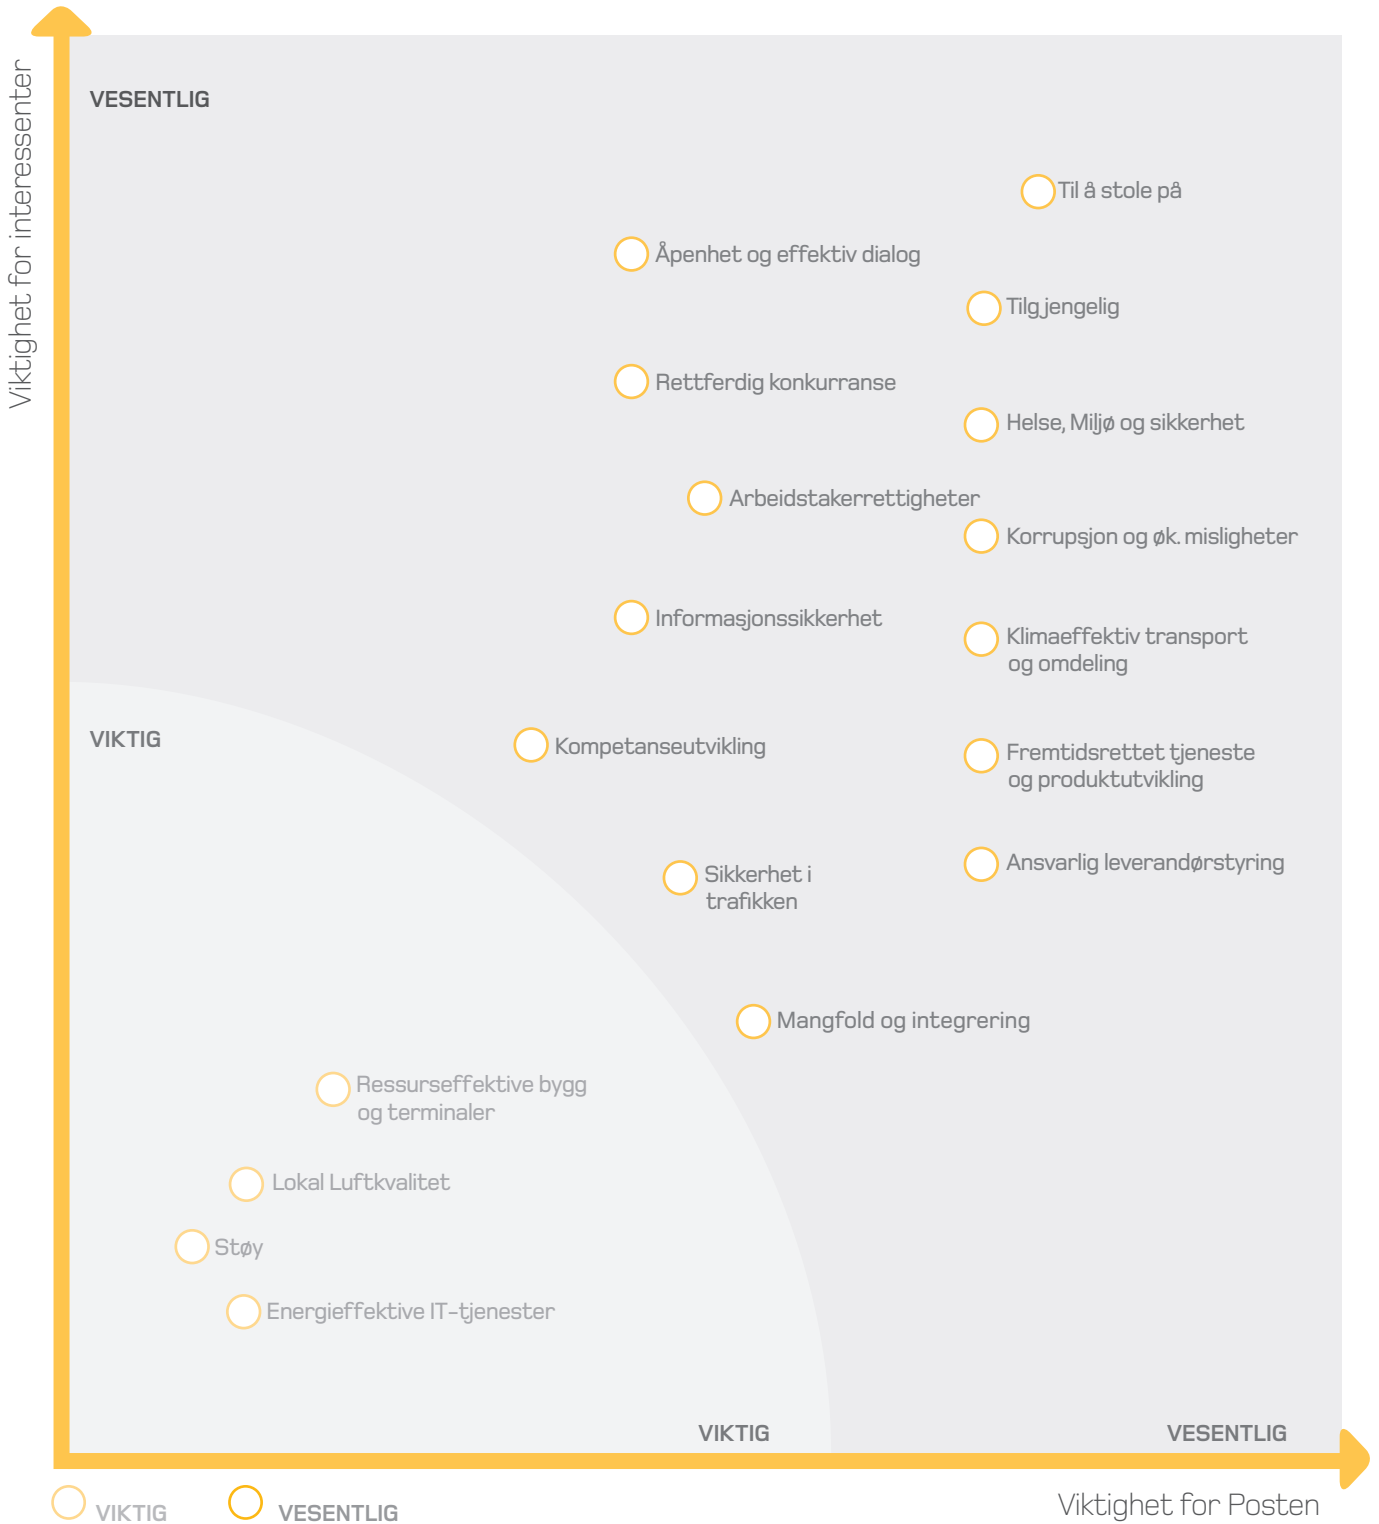 Viktighet for interessenter
VESENTLIG
Til å stole på
Åpenhet og effektiv dialog
Tilgjengelig
Rettferdig konkurranse
Helse, Miljø og sikkerhet
Arbeidstakerrettigheter
Korrupsjon og øk. misligheter
Informasjonssikkerhet
Klimaeffektiv transport
og omdeling
VIKTIG
Kompetanseutvikling
Fremtidsrettet tjeneste
og produktutvikling
Ansvarlig leverandørstyring
Sikkerhet i
trafikken
Mangfold og integrering
Ressurseffektive bygg
og terminaler
Lokal Luftkvalitet
Støy
Energieffektive IT-tjenester
VIKTIG
VESENTLIG
Viktighet for Posten
VIKTIG
VESENTLIG